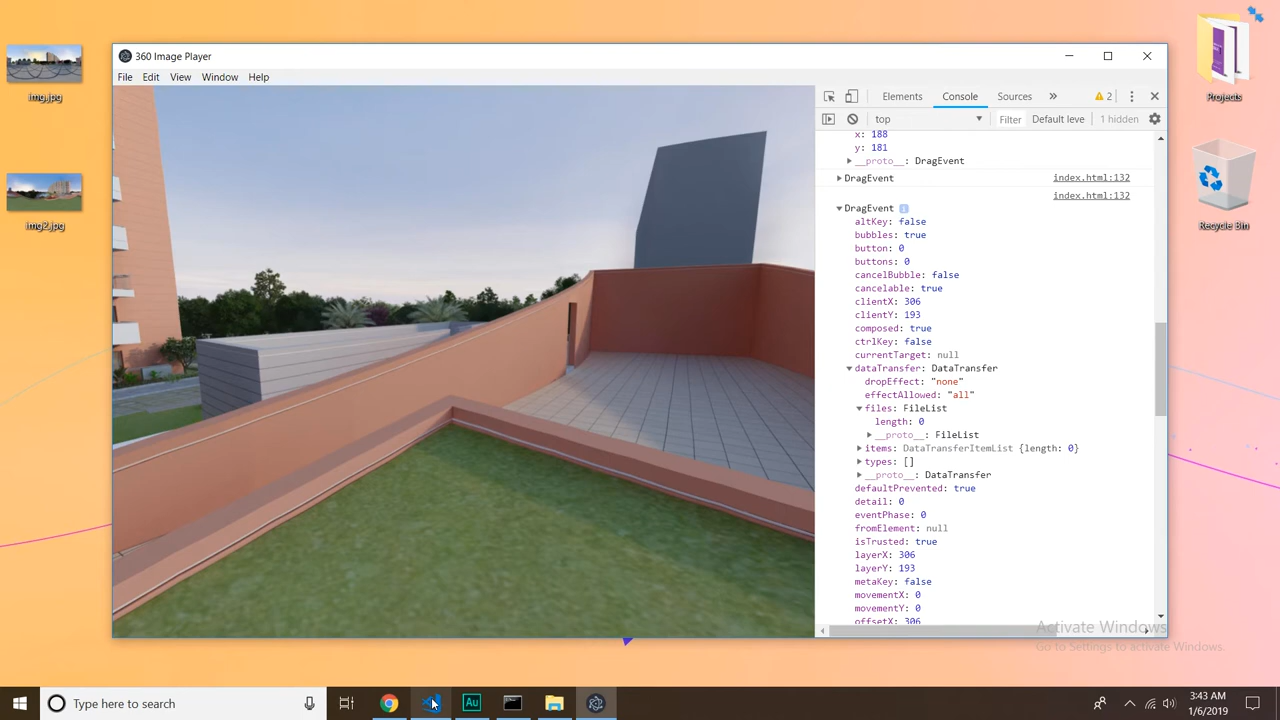 360 Image Player
File Edit View Window Help
img.jpg
img2.jpg
Projects
Recycle Bin
Elements Console Sources » 2
top Filter Default leve 1 hidden
x: 188
y: 181
__proto__: DragEvent
DragEvent index.html:132
index.html:132
DragEvent i
altKey: false
bubbles: true
button: 0
buttons: 0
cancelBubble: false
cancelable: true
clientX: 306
clientY: 193
composed: true
ctrlKey: false
currentTarget: null
dataTransfer: DataTransfer
dropEffect: "none"
effectAllowed: "all"
files: FileList
length: 0
__proto__: FileList
items: DataTransferItemList {length: 0}
types: []
__proto__: DataTransfer
defaultPrevented: true
detail: 0
eventPhase: 0
fromElement: null
isTrusted: true
layerX: 306
layerY: 193
metaKey: false
movementX: 0
movementY: 0
offsetX: 306
Activate Windows
Go to Settings to activate Windows.
Type here to search
Au
3:43 AM
1/6/2019